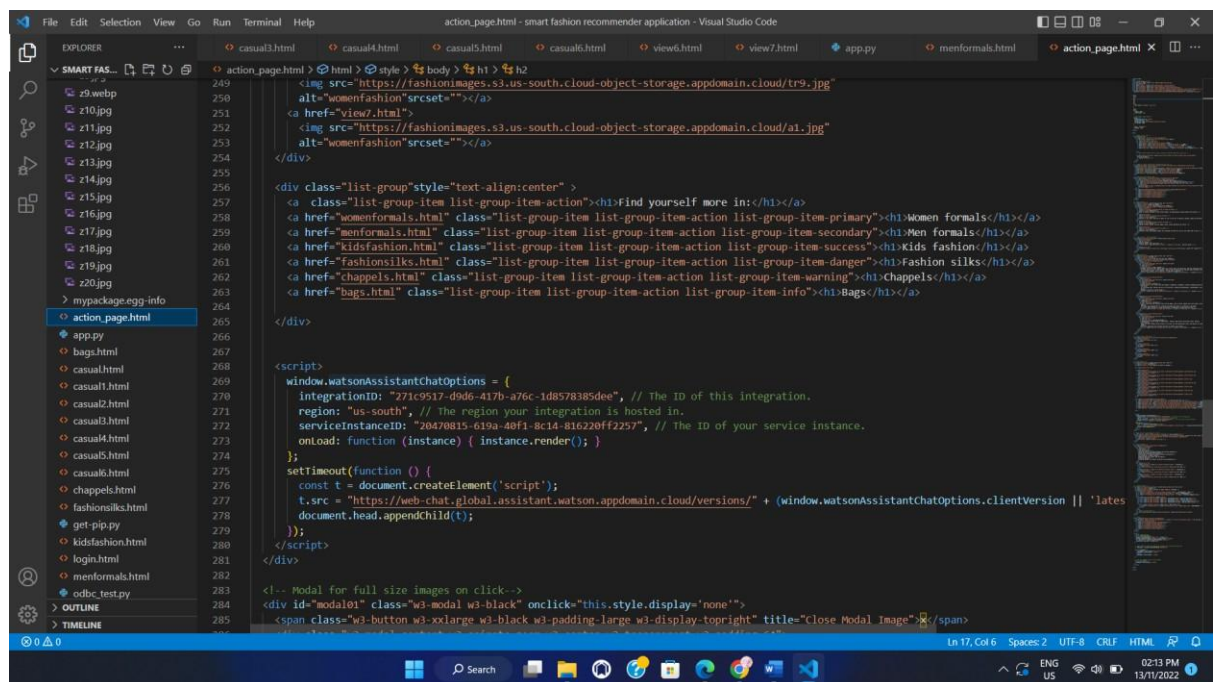 File Edit Selection View Go Run Terminal Help
action_page.html - smart fashion recommender application - Visual Studio Code
EXPLORER
casual3.html casual4.html casual5.html casual6.html view6.html view7.html app.py menformals.html action_page.html
SMART FAS...
action_page.html > html > style > body > h1 > h2
z9.webp
z10.jpg
z11.jpg
z12.jpg
z13.jpg
z14.jpg
z15.jpg
z16.jpg
z17.jpg
z18.jpg
z19.jpg
z20.jpg
mypackage.egg-info
action_page.html
app.py
bags.html
casual.html
casual1.html
casual2.html
casual3.html
casual4.html
casual5.html
casual6.html
chappels.html
fashionsilks.html
get-pip.py
kidsfashion.html
login.html
menformals.html
odbc_test.py
OUTLINE
TIMELINE
249 <img src="https://fashionimages.s3.us-south.cloud-object-storage.appdomain.cloud/tr9.jpg"
250 alt="womenfashion"srcset=""></a>
251 <a href="view7.html">
252 <img src="https://fashionimages.s3.us-south.cloud-object-storage.appdomain.cloud/a1.jpg"
253 alt="womenfashion"srcset=""></a>
254 </div>
255
256 <div class="list-group"style="text-align:center" >
257 <a  class="list-group-item list-group-item-action"><h1>Find yourself more in:</h1></a>
258 <a href="womenformals.html" class="list-group-item list-group-item-action list-group-item-primary"><h1>Women formals</h1></a>
259 <a href="menformals.html" class="list-group-item list-group-item-action list-group-item-secondary"><h1>Men formals</h1></a>
260 <a href="kidsfashion.html" class="list-group-item list-group-item-action list-group-item-success"><h1>Kids fashion</h1></a>
261 <a href="fashionsilks.html" class="list-group-item list-group-item-action list-group-item-danger"><h1>Fashion silks</h1></a>
262 <a href="chappels.html" class="list-group-item list-group-item-action list-group-item-warning"><h1>Chappels</h1></a>
263 <a href="bags.html" class="list-group-item list-group-item-action list-group-item-info"><h1>Bags</h1></a>
264
265 </div>
266
267
268 <script>
269 window.watsonAssistantChatOptions = {
270 integrationID: "271c9517-d9d6-417b-a76c-1d8578385dee", // The ID of this integration.
271 region: "us-south", // The region your integration is hosted in.
272 serviceInstanceID: "20470815-619a-40f1-8c14-816220ff2257", // The ID of your service instance.
273 onLoad: function (instance) { instance.render(); }
274 };
275 setTimeout(function () {
276 const t = document.createElement('script');
277 t.src = "https://web-chat.global.assistant.watson.appdomain.cloud/versions/" + (window.watsonAssistantChatOptions.clientVersion || 'lates
278 document.head.appendChild(t);
279 });
280 </script>
281 </div>
282
283 <!-- Modal for full size images on click-->
284 <div id="modal01" class="w3-modal w3-black" onclick="this.style.display='none'">
285 <span class="w3-button w3-xxlarge w3-black w3-padding-large w3-display-topright" title="Close Modal Image">×</span>
0 0
Ln 17, Col 6 Spaces: 2 UTF-8 CRLF HTML
Search
ENG
US
02:13 PM
13/11/2022
1